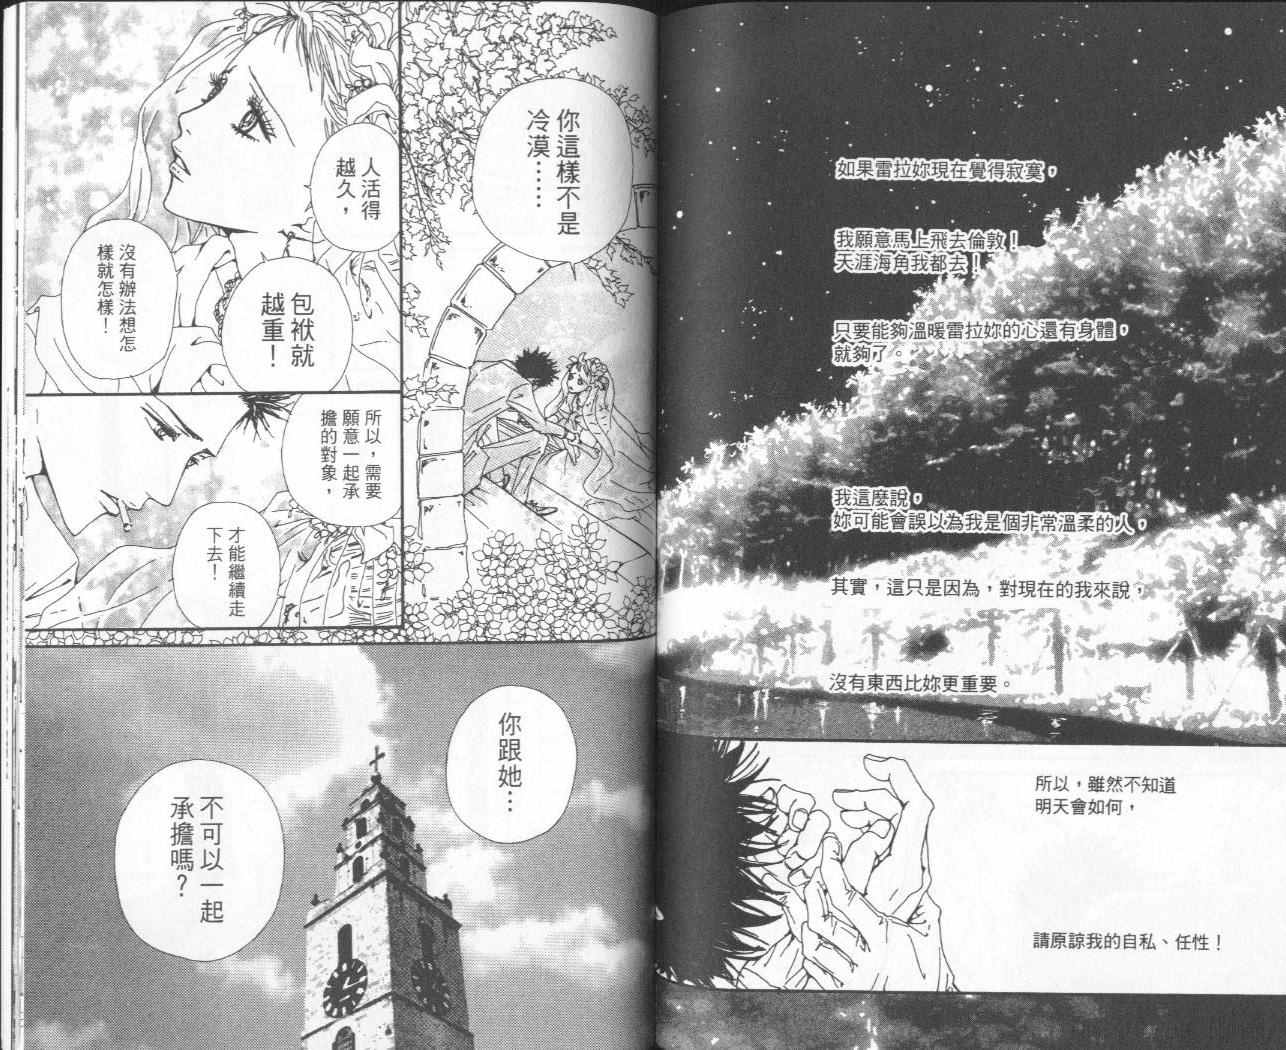 如果雷拉妳現在覺得寂寞，
我願意馬上飛去倫敦！
天涯海角我都去！
只要能夠溫暖雷拉妳的心還有身體，
就夠了。
我這麼說，
妳可能會誤以為我是個非常溫柔的人，
其實，這只是因為，對現在的我來說，
沒有東西比妳更重要。
所以，雖然不知道
明天會如何，
請原諒我的自私、任性！
你這樣不是
冷漠……
人活得
越久，
包袱就
越重！
沒有辦法想怎
樣就怎樣！
所以，需要
願意一起承
擔的對象，
才能繼續走
下去！
你跟她…
不可以一起
承擔嗎？